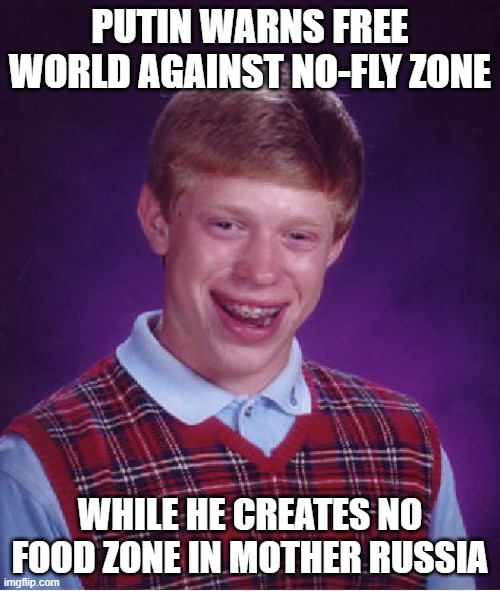 PUTIN WARNS FREE
WORLD AGAINST NO-FLY ZONE
WHILE HE CREATES NO
FOOD ZONE IN MOTHER RUSSIA
imgflip.com